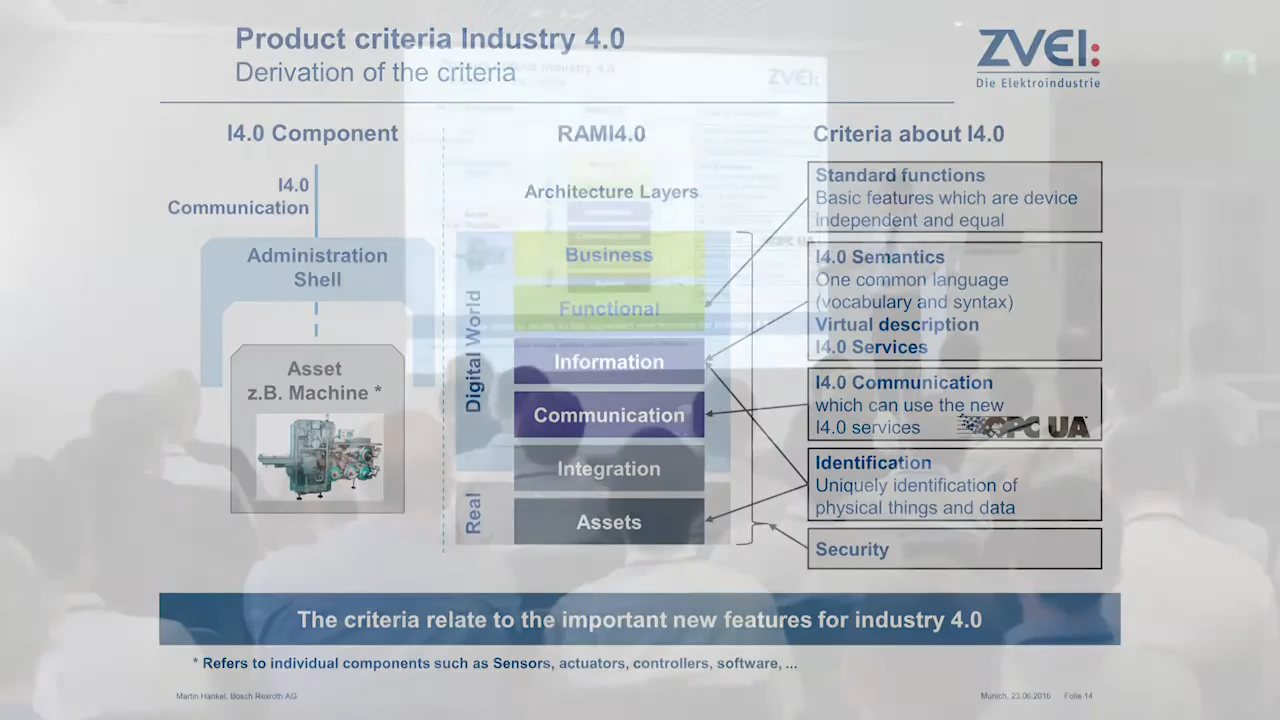 Product criteria Industry 4.0
Derivation of the criteria
ZVEI:
Die Elektroindustrie
I4.0 Component
I4.0
Communication
Administration
Shell
Asset
z.B. Machine *
RAMI4.0
Architecture Layers
Digital World
Real
Business
Functional
Information
Communication
Integration
Assets
Criteria about I4.0
Standard functions
Basic features which are device
independent and equal
I4.0 Semantics
One common language
(vocabulary and syntax)
Virtual description
I4.0 Services
I4.0 Communication
which can use the new
I4.0 services
OPC UA
Identification
Uniquely identification of
physical things and data
Security
The criteria relate to the important new features for industry 4.0
* Refers to individual components such as Sensors, actuators, controllers, software, ...
Martin Hankel, Bosch Rexroth AG
Munich, 23.06.2016 Folie 14